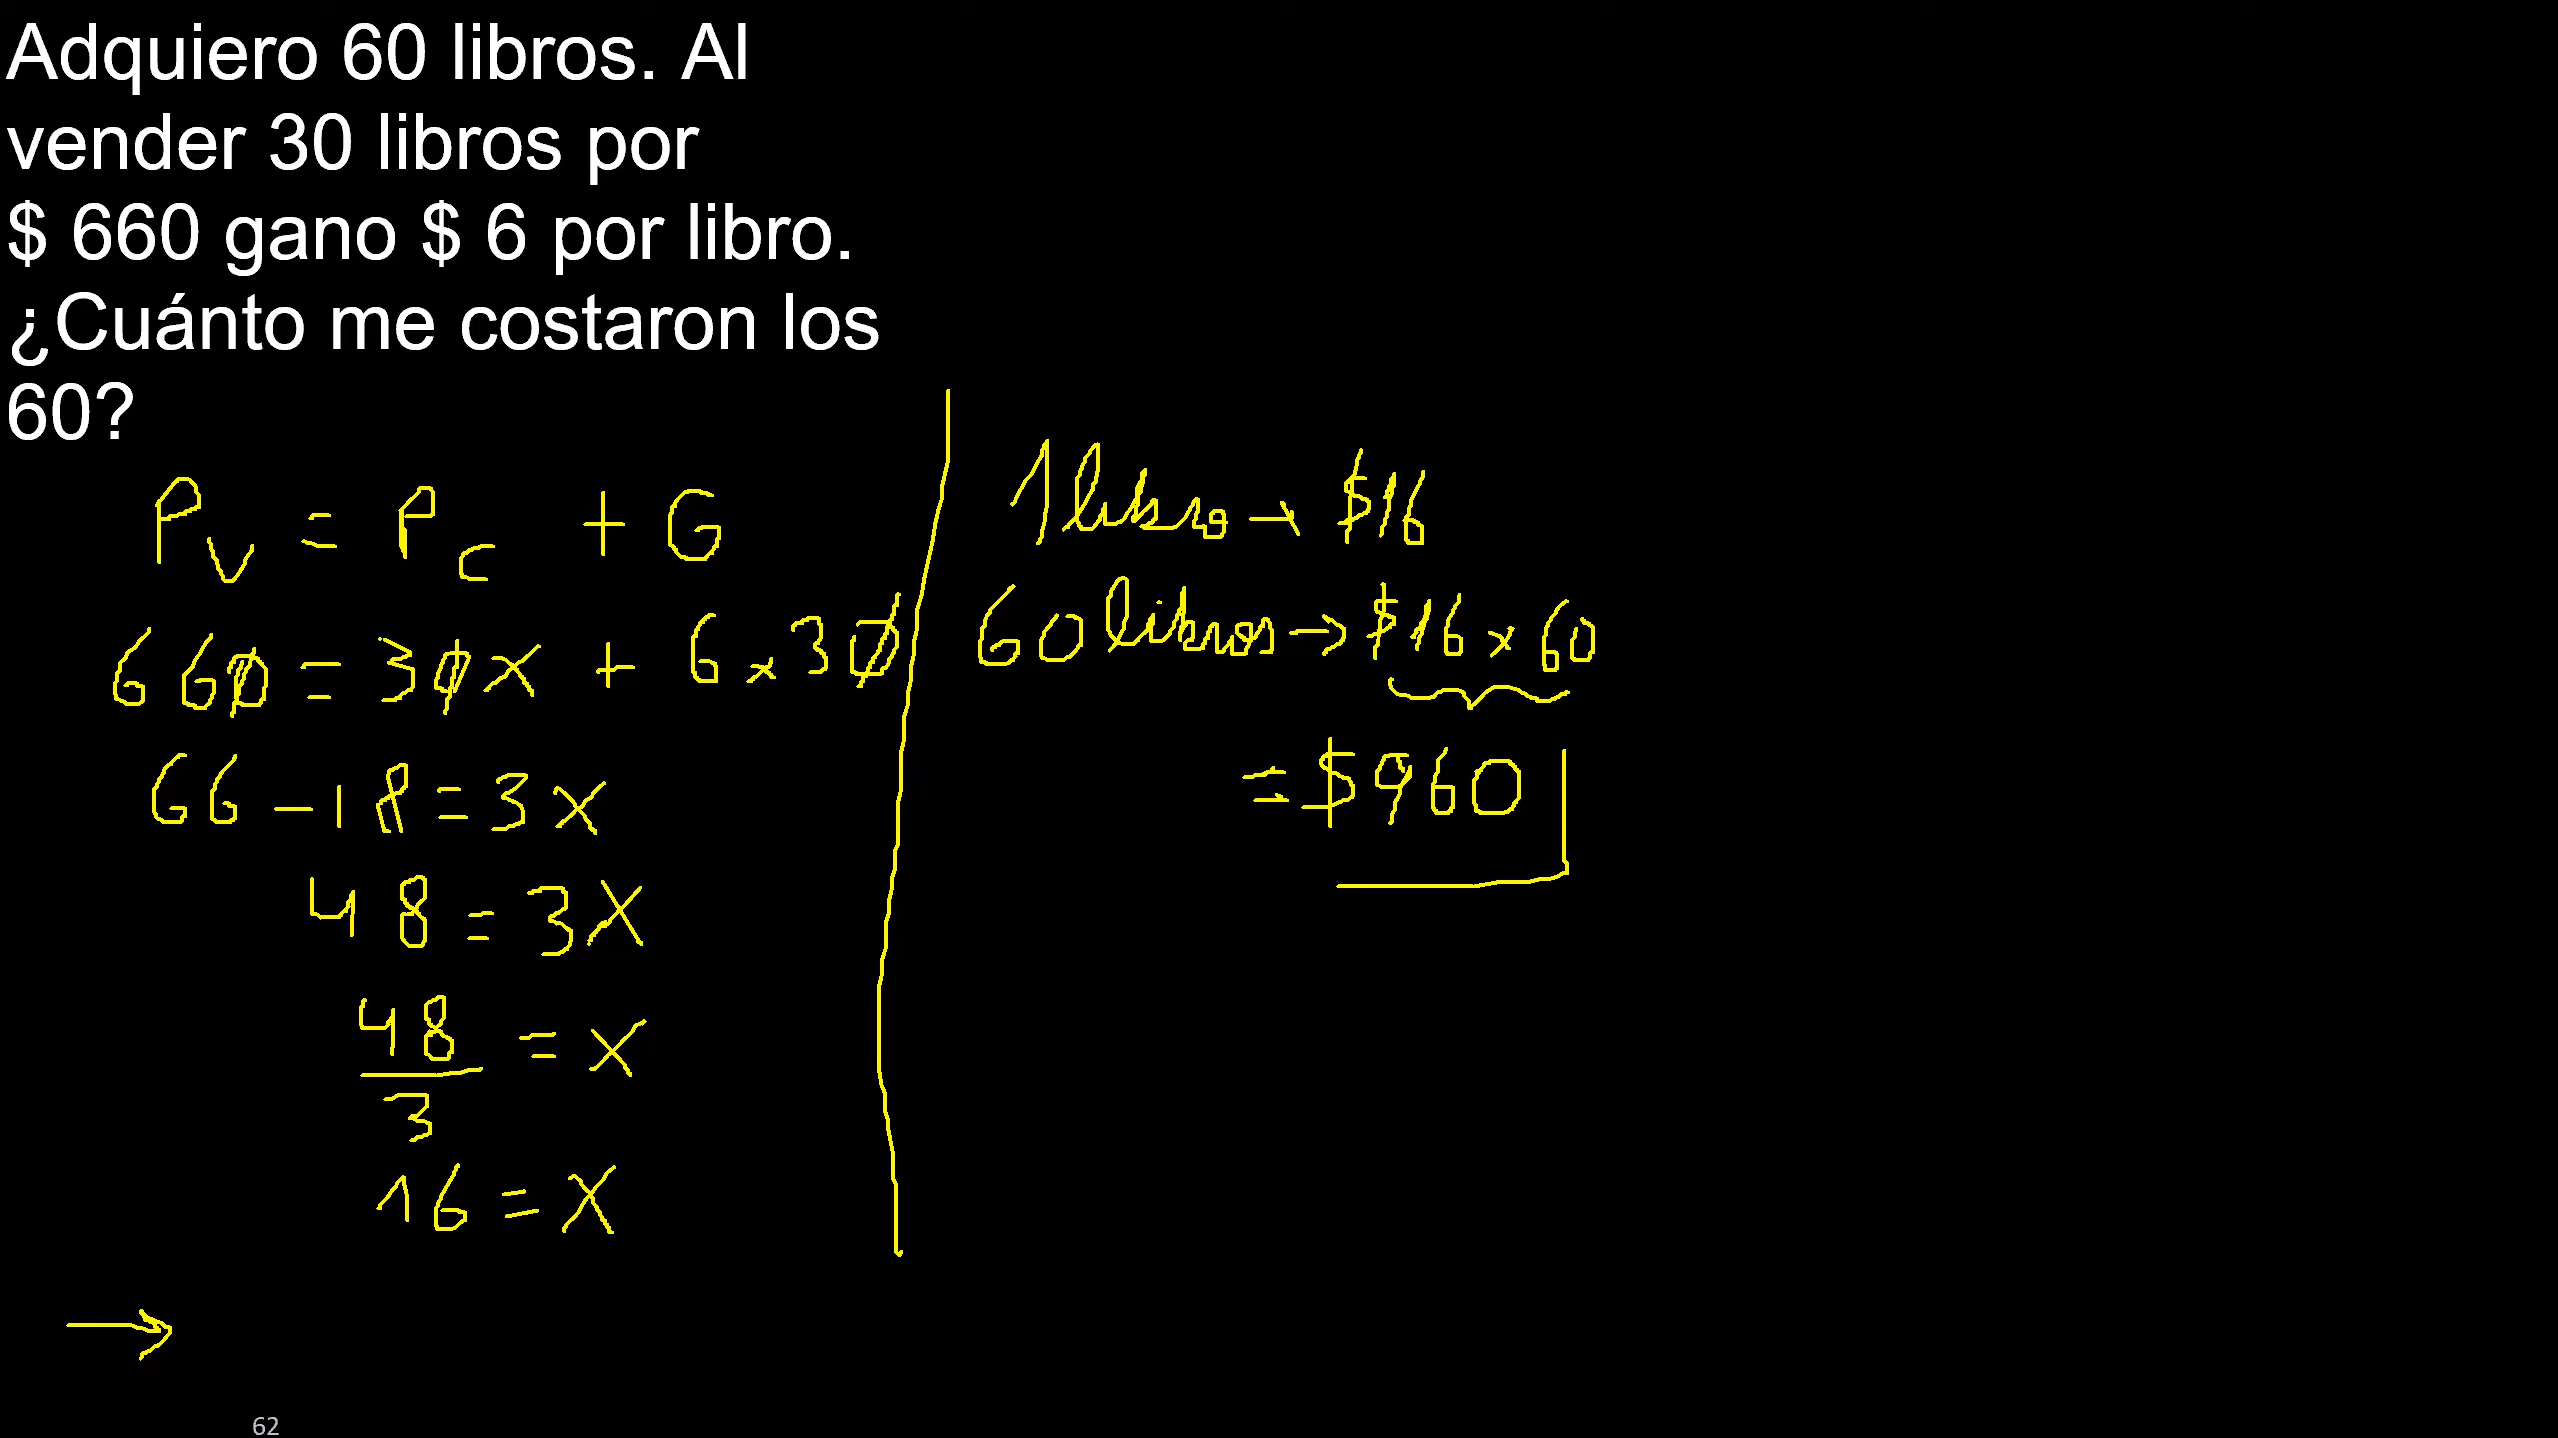 Adquiero 60 libros. Al
vender 30 libros por
$ 660 gano $ 6 por libro.
¿Cuánto me costaron los
60?
Pv = Pc + G
660 = 30x + 6 x 30
66 - 18 = 3x
48 = 3x
48/3 = x
16 = x
1 libro → $16
60 libros → $16 x 60
= $960
→
62